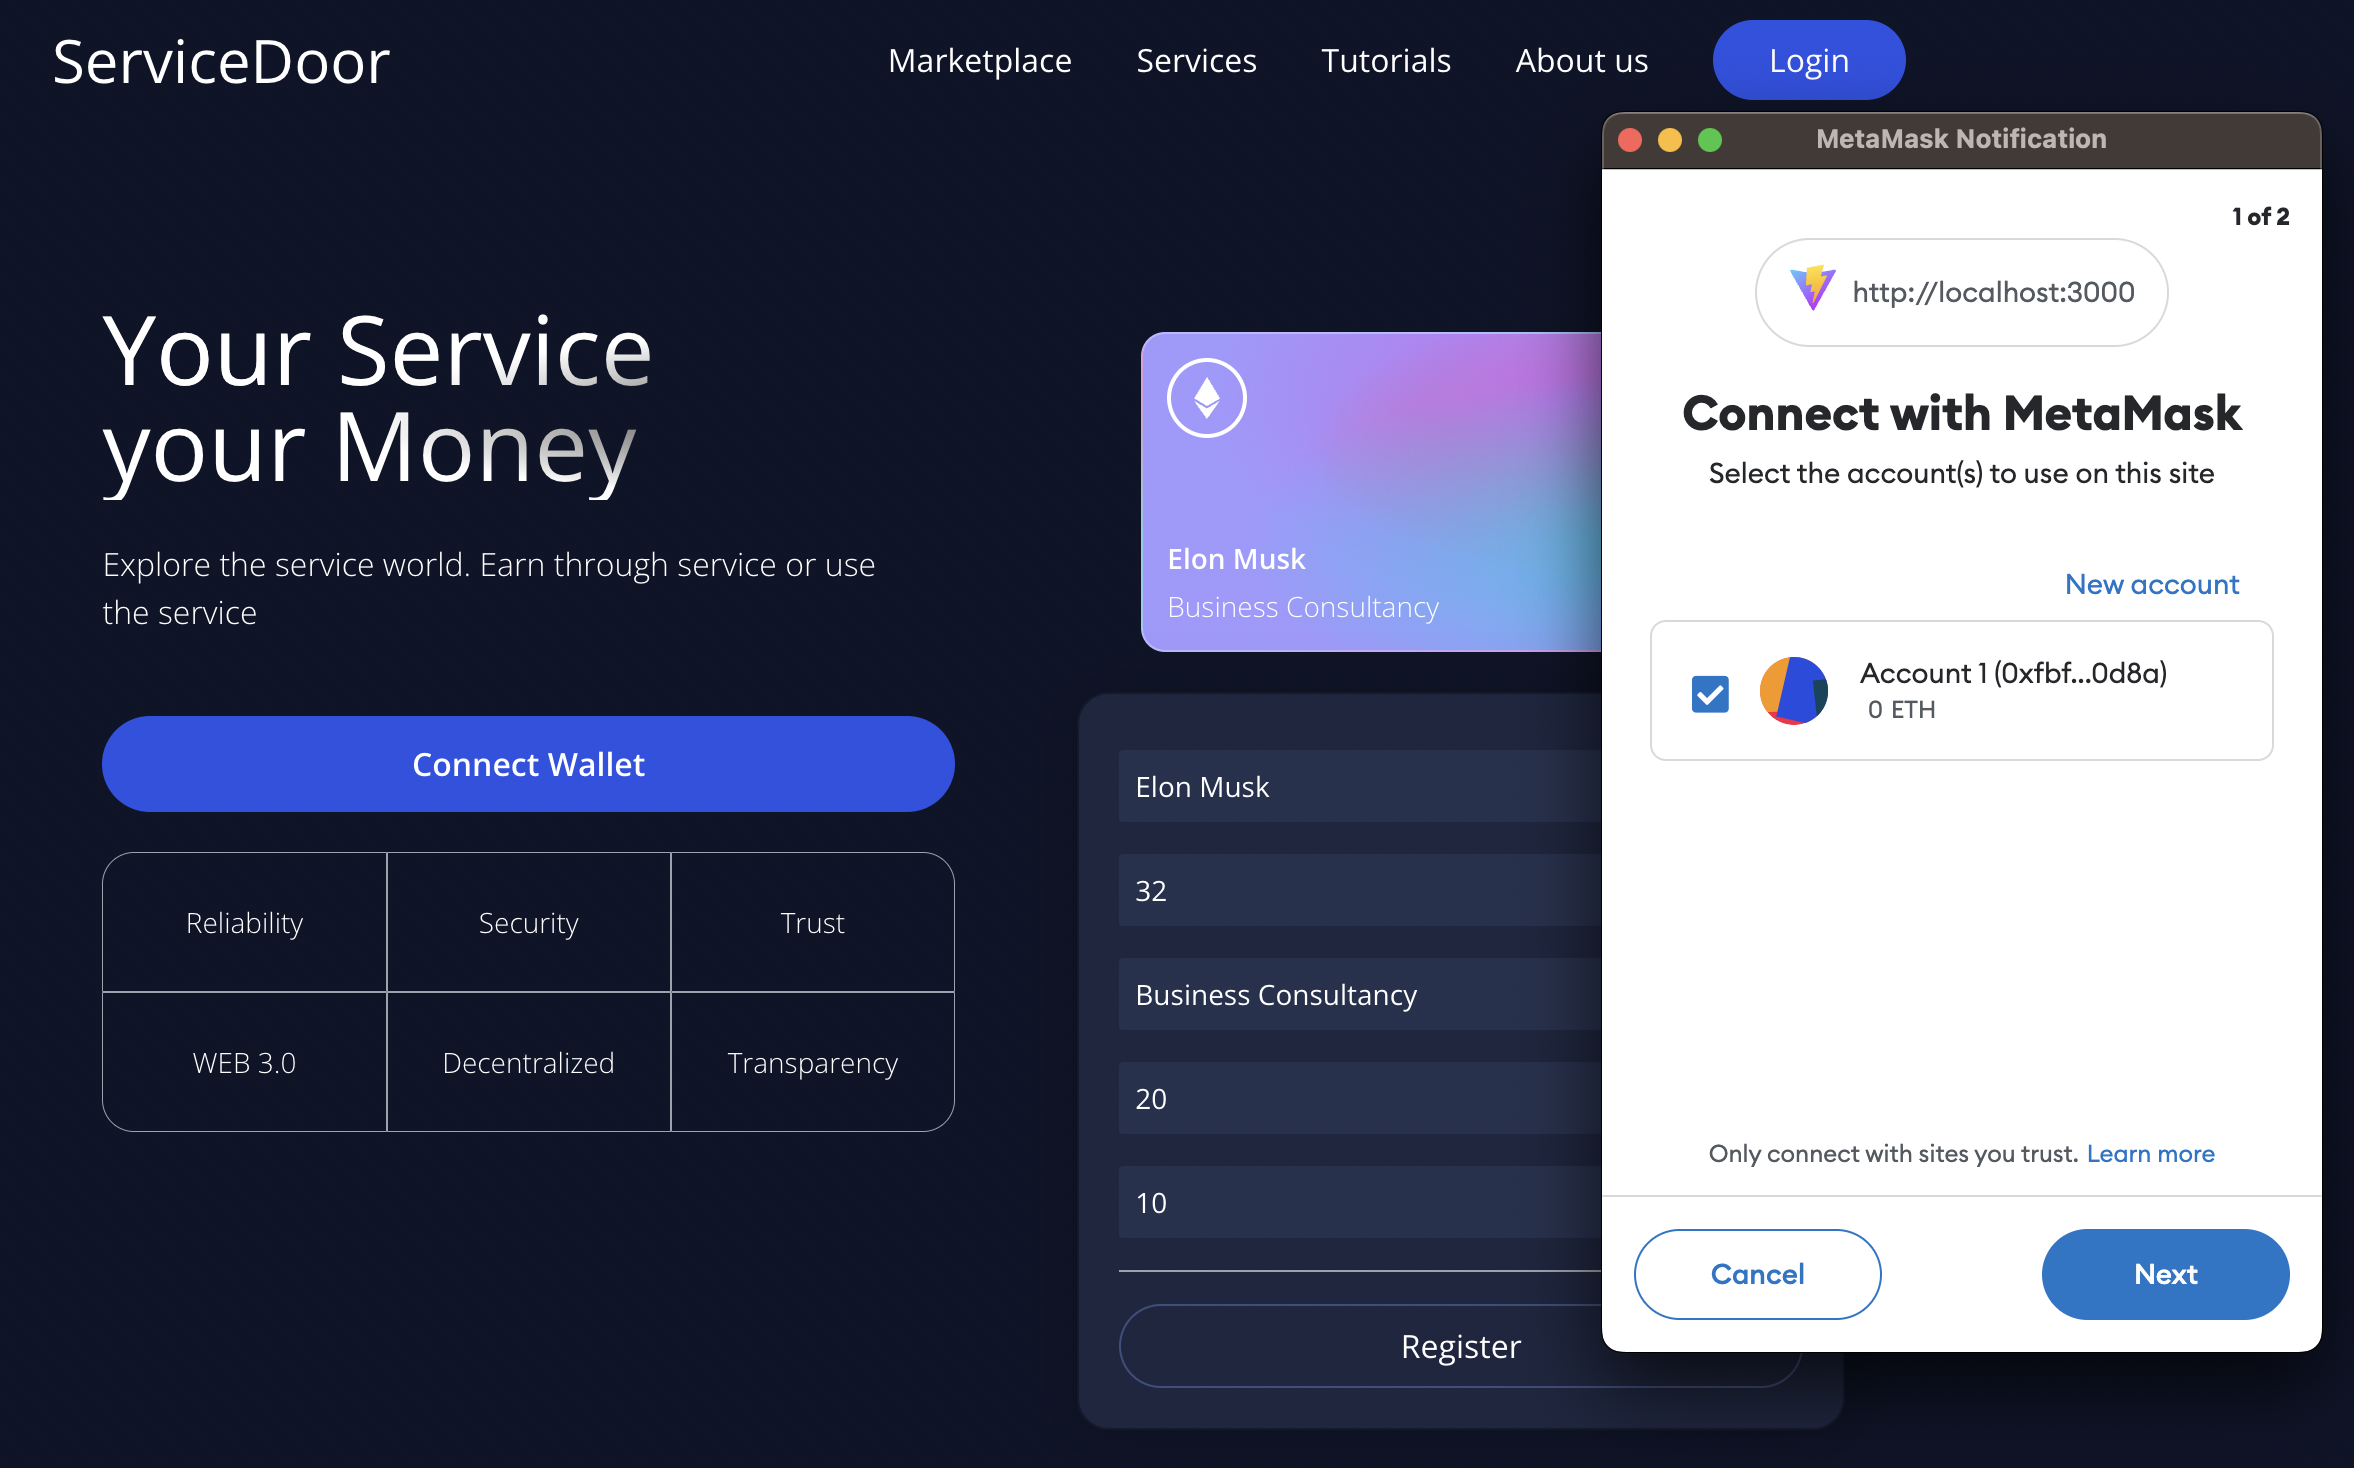 ServiceDoor
Marketplace
Services
Tutorials
About us
Login
Your Service
your Money
Explore the service world. Earn through service or use
the service
Connect Wallet
Reliability
Security
Trust
WEB 3.0
Decentralized
Transparency
Elon Musk
Business Consultancy
Elon Musk
32
Business Consultancy
20
10
Register
MetaMask Notification
1 of 2
http://localhost:3000
Connect with MetaMask
Select the account(s) to use on this site
New account
Account 1 (0xfbf...0d8a)
0 ETH
Only connect with sites you trust. Learn more
Cancel
Next